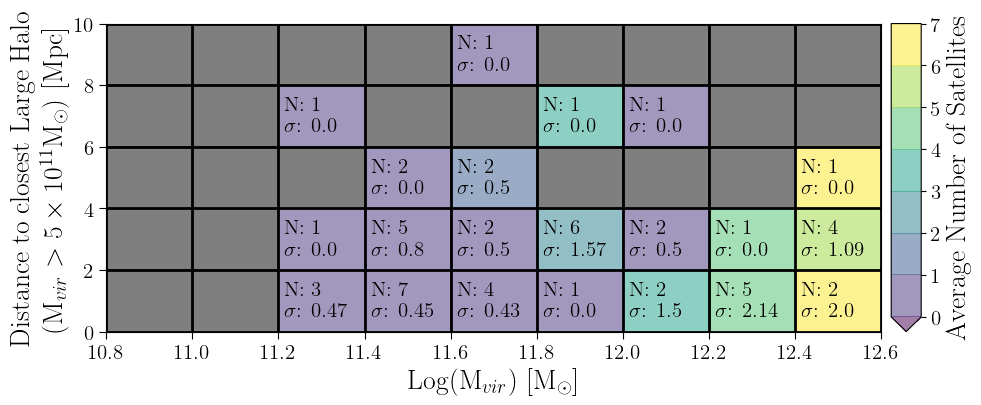 Distance to closest Large Halo
(M_vir > 5 × 10^11 M_⊙) [Mpc]
10
8
6
4
2
0
N: 1
σ: 0.0
N: 1
σ: 0.0
N: 1
σ: 0.0
N: 1
σ: 0.0
N: 2
σ: 0.0
N: 2
σ: 0.5
N: 1
σ: 0.0
N: 1
σ: 0.0
N: 5
σ: 0.8
N: 2
σ: 0.5
N: 6
σ: 1.57
N: 2
σ: 0.5
N: 1
σ: 0.0
N: 4
σ: 1.09
N: 3
σ: 0.47
N: 7
σ: 0.45
N: 4
σ: 0.43
N: 1
σ: 0.0
N: 2
σ: 1.5
N: 5
σ: 2.14
N: 2
σ: 2.0
10.8 11.0 11.2 11.4 11.6 11.8 12.0 12.2 12.4 12.6
Log(M_vir) [M_⊙]
7
6
5
4
3
2
1
0
Average Number of Satellites